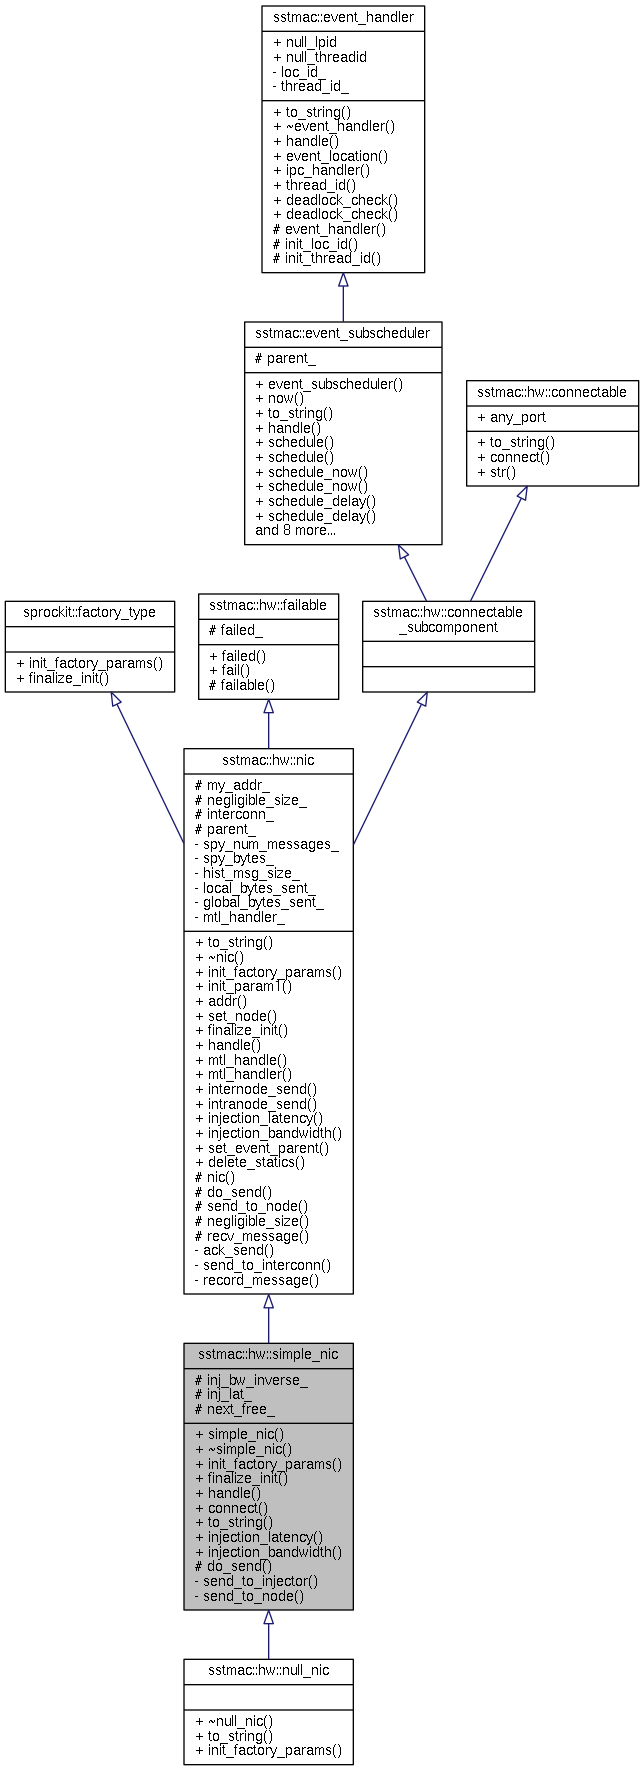 sstmac::event_handler
+ null_lpid
+ null_threadid
- loc_id_
- thread_id_
+ to_string()
+ ~event_handler()
+ handle()
+ event_location()
+ ipc_handler()
+ thread_id()
+ deadlock_check()
+ deadlock_check()
# event_handler()
# init_loc_id()
# init_thread_id()
sstmac::event_subscheduler
# parent_
+ event_subscheduler()
+ now()
+ to_string()
+ handle()
+ schedule()
+ schedule()
+ schedule_now()
+ schedule_now()
+ schedule_delay()
+ schedule_delay()
and 8 more...
sstmac::hw::connectable
+ any_port
+ to_string()
+ connect()
+ str()
sprockit::factory_type
+ init_factory_params()
+ finalize_init()
sstmac::hw::failable
# failed_
+ failed()
+ fail()
# failable()
sstmac::hw::connectable
_subcomponent
sstmac::hw::nic
# my_addr_
# negligible_size_
# interconn_
# parent_
- spy_num_messages_
- spy_bytes_
- hist_msg_size_
- local_bytes_sent_
- global_bytes_sent_
- mtl_handler_
+ to_string()
+ ~nic()
+ init_factory_params()
+ init_param1()
+ addr()
+ set_node()
+ finalize_init()
+ handle()
+ mtl_handle()
+ mtl_handler()
+ internode_send()
+ intranode_send()
+ injection_latency()
+ injection_bandwidth()
+ set_event_parent()
+ delete_statics()
# nic()
# do_send()
# send_to_node()
# negligible_size()
# recv_message()
- ack_send()
- send_to_interconn()
- record_message()
sstmac::hw::simple_nic
# inj_bw_inverse_
# inj_lat_
# next_free_
+ simple_nic()
+ ~simple_nic()
+ init_factory_params()
+ finalize_init()
+ handle()
+ connect()
+ to_string()
+ injection_latency()
+ injection_bandwidth()
# do_send()
- send_to_injector()
- send_to_node()
sstmac::hw::null_nic
+ ~null_nic()
+ to_string()
+ init_factory_params()